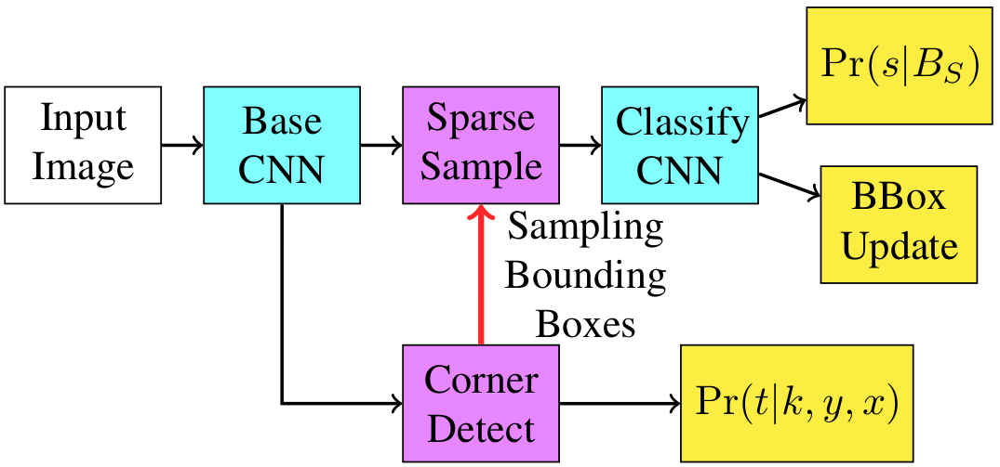 Input
Image
Base
CNN
Sparse
Sample
Classify
CNN
Pr(s|B_S)
BBox
Update
Sampling
Bounding
Boxes
Corner
Detect
Pr(t|k, y, x)